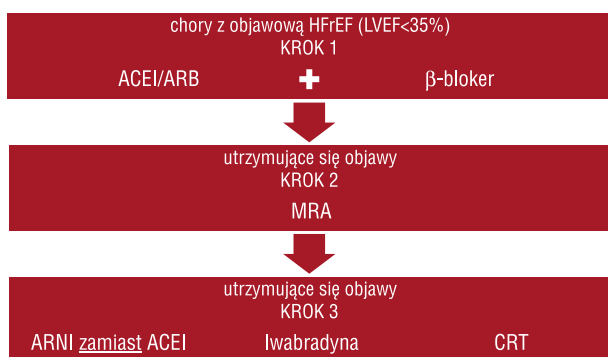 chory z objawową HFrEF (LVEF<35%)
KROK 1
ACEI/ARB + β-bloker
utrzymujące się objawy
KROK 2
MRA
utrzymujące się objawy
KROK 3
ARNI zamiast ACEI Iwabradyna CRT